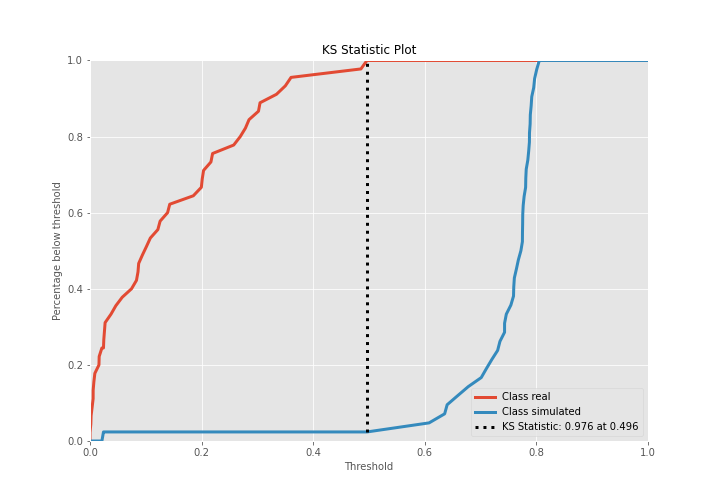 KS Statistic Plot
Percentage below threshold
1.0
0.8
0.6
0.4
0.2
0.0
0.0 0.2 0.4 0.6 0.8 1.0
Threshold
Class real
Class simulated
KS Statistic: 0.976 at 0.496